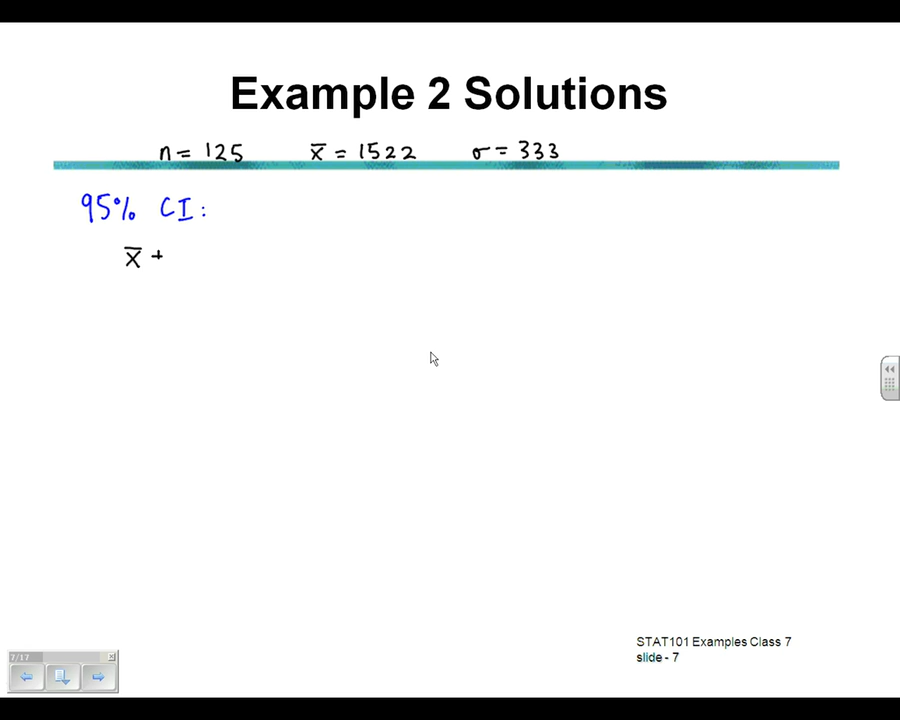 Example 2 Solutions
n = 125 x̄ = 1522 σ = 333
95% CI:
x̄ +
STAT101 Examples Class 7
slide - 7
7/17